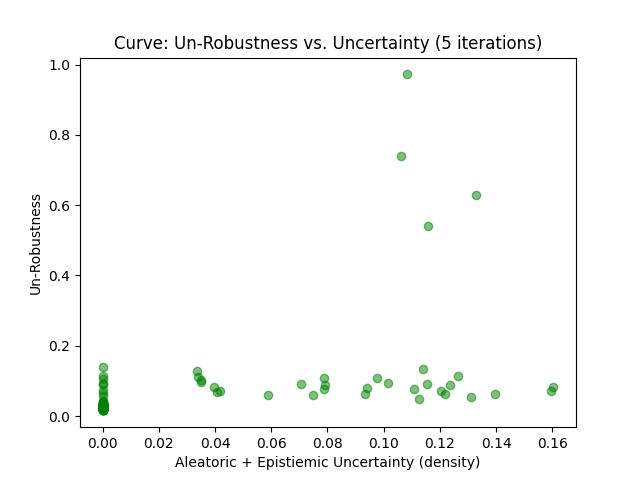 Curve: Un-Robustness vs. Uncertainty (5 iterations)
1.0
0.8
0.6
0.4
0.2
0.0
Un-Robustness
0.00 0.02 0.04 0.06 0.08 0.10 0.12 0.14 0.16
Aleatoric + Epistiemic Uncertainty (density)